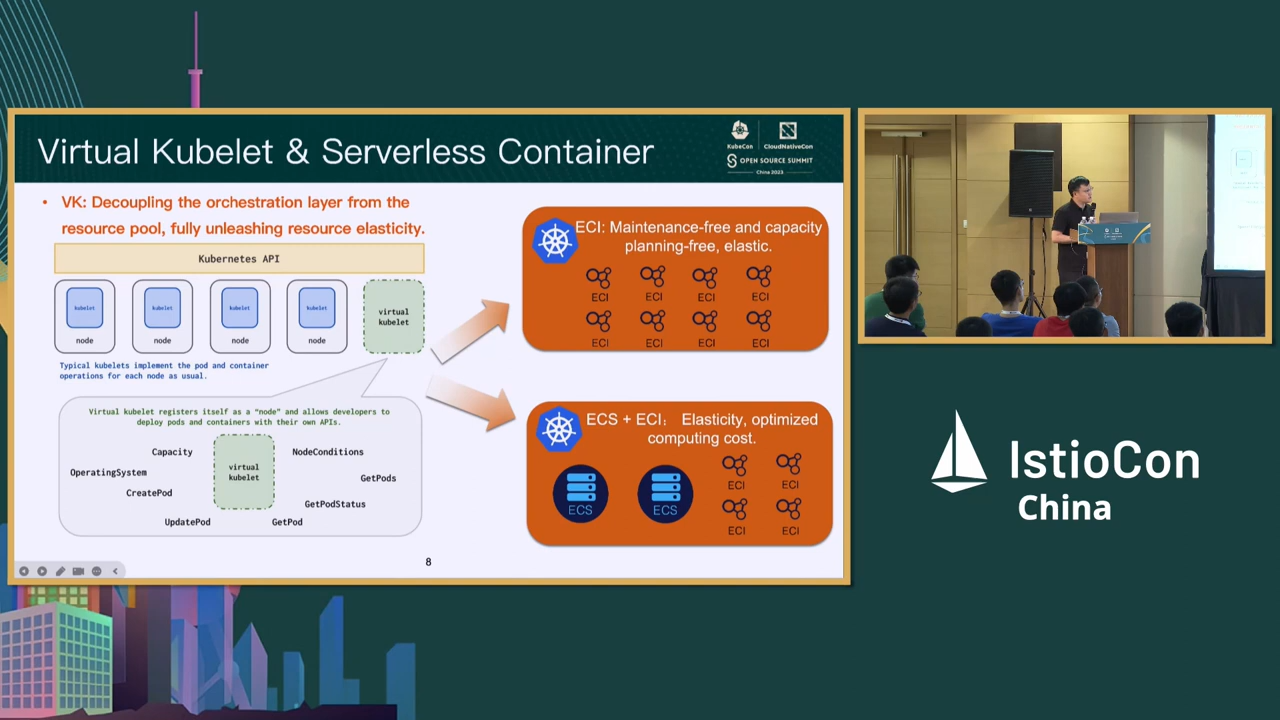 Virtual Kubelet & Serverless Container
KubeCon
CloudNativeCon
OPEN SOURCE SUMMIT
China 2023
• VK: Decoupling the orchestration layer from the
resource pool, fully unleashing resource elasticity.
Kubernetes API
kubelet
kubelet
kubelet
kubelet
virtual
kubelet
node
node
node
node
Typical kubelets implement the pod and container
operations for each node as usual.
Virtual kubelet registers itself as a "node" and allows developers to
deploy pods and containers with their own APIs.
Capacity
NodeConditions
OperatingSystem
virtual
kubelet
GetPods
CreatePod
GetPodStatus
UpdatePod
GetPod
ECI: Maintenance-free and capacity
planning-free, elastic.
ECI ECI ECI ECI
ECI ECI ECI ECI
ECS + ECI： Elasticity, optimized
computing cost.
ECS ECS
ECI ECI
ECI ECI
8
IstioCon
China